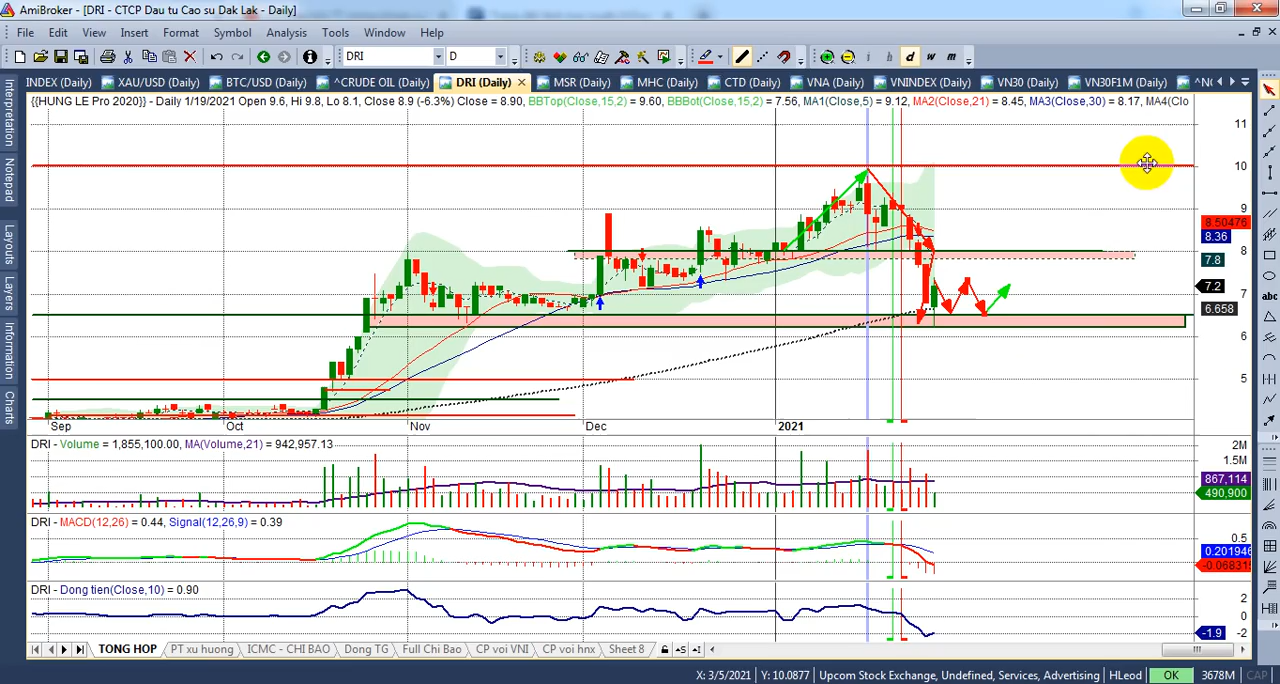 AmiBroker - [DRI - CTCP Dau tu Cao su Dak Lak - Daily]
File Edit View Insert Format Symbol Analysis Tools Window Help
DRI D i h d w m
INDEX (Daily) XAU/USD (Daily) BTC/USD (Daily) ^CRUDE OIL (Daily) DRI (Daily) MSR (Daily) MHC (Daily) CTD (Daily) VNA (Daily) VNINDEX (Daily) VN30 (Daily) VN30F1M (Daily)
{{HUNG LE Pro 2020}} - Daily 1/19/2021 Open 9.6, Hi 9.8, Lo 8.1, Close 8.9 (-6.3%) Close = 8.90, BBTop(Close,15,2) = 9.60, BBBot(Close,15,2) = 7.56, MA1(Close,5) = 9.12, MA2(Close,21) = 8.45, MA3(Close,30) = 8.17, MA4(Clo
Interpretation
Notepad
Layouts
Layers
Information
Charts
11
10
9
8.50476
8.36
8
7.8
7.2
7
6.658
6
5
Sep Oct Nov Dec 2021
DRI - Volume = 1,855,100.00, MA(Volume,21) = 942,957.13
2M
1.5M
867,114
490,900
DRI - MACD(12,26) = 0.44, Signal(12,26,9) = 0.39
0.5
0.201946
-0.068315
DRI - Dong tien(Close,10) = 0.90
2
0
-1.9 -2
TONG HOP PT xu huong ICMC - CHI BAO Dong TG Full Chi Bao CP voi VNI CP voi hnx Sheet 8
X: 3/5/2021 Y: 10.0877 Upcom Stock Exchange, Undefined, Services, Advertising HLeod OK 3678M CAP
abc